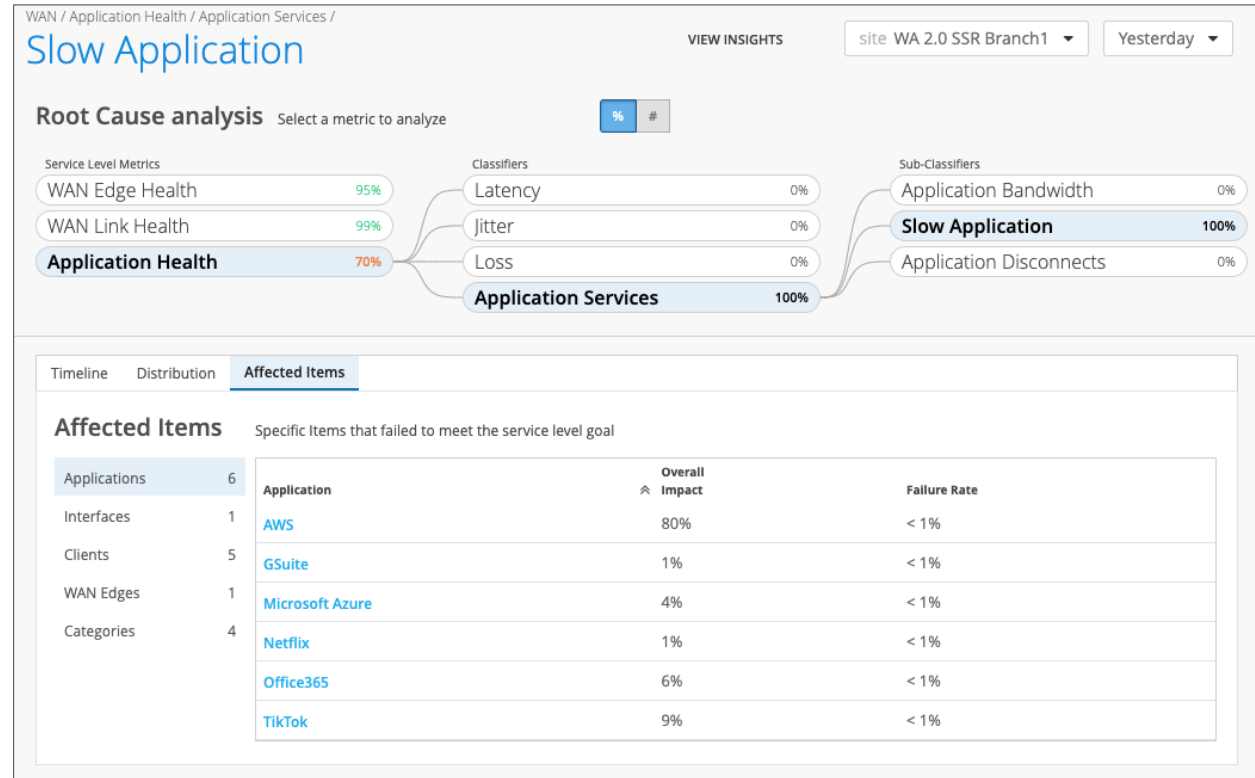 WAN / Application Health / Application Services /
Slow Application
VIEW INSIGHTS
site WA 2.0 SSR Branch1
Yesterday
Root Cause analysis Select a metric to analyze
% #
Service Level Metrics
WAN Edge Health 95%
WAN Link Health 99%
Application Health 70%
Classifiers
Latency 0%
Jitter 0%
Loss 0%
Application Services 100%
Sub-Classifiers
Application Bandwidth 0%
Slow Application 100%
Application Disconnects 0%
Timeline Distribution Affected Items
Affected Items Specific Items that failed to meet the service level goal
Applications 6
Interfaces 1
Clients 5
WAN Edges 1
Categories 4
Application Overall Impact Failure Rate
AWS 80% < 1%
GSuite 1% < 1%
Microsoft Azure 4% < 1%
Netflix 1% < 1%
Office365 6% < 1%
TikTok 9% < 1%